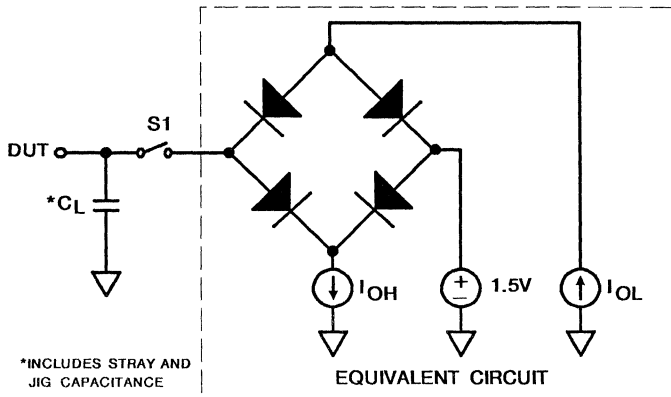 S1
DUT
*CL
+
−
IOH
1.5V
IOL
*INCLUDES STRAY AND
JIG CAPACITANCE
EQUIVALENT CIRCUIT